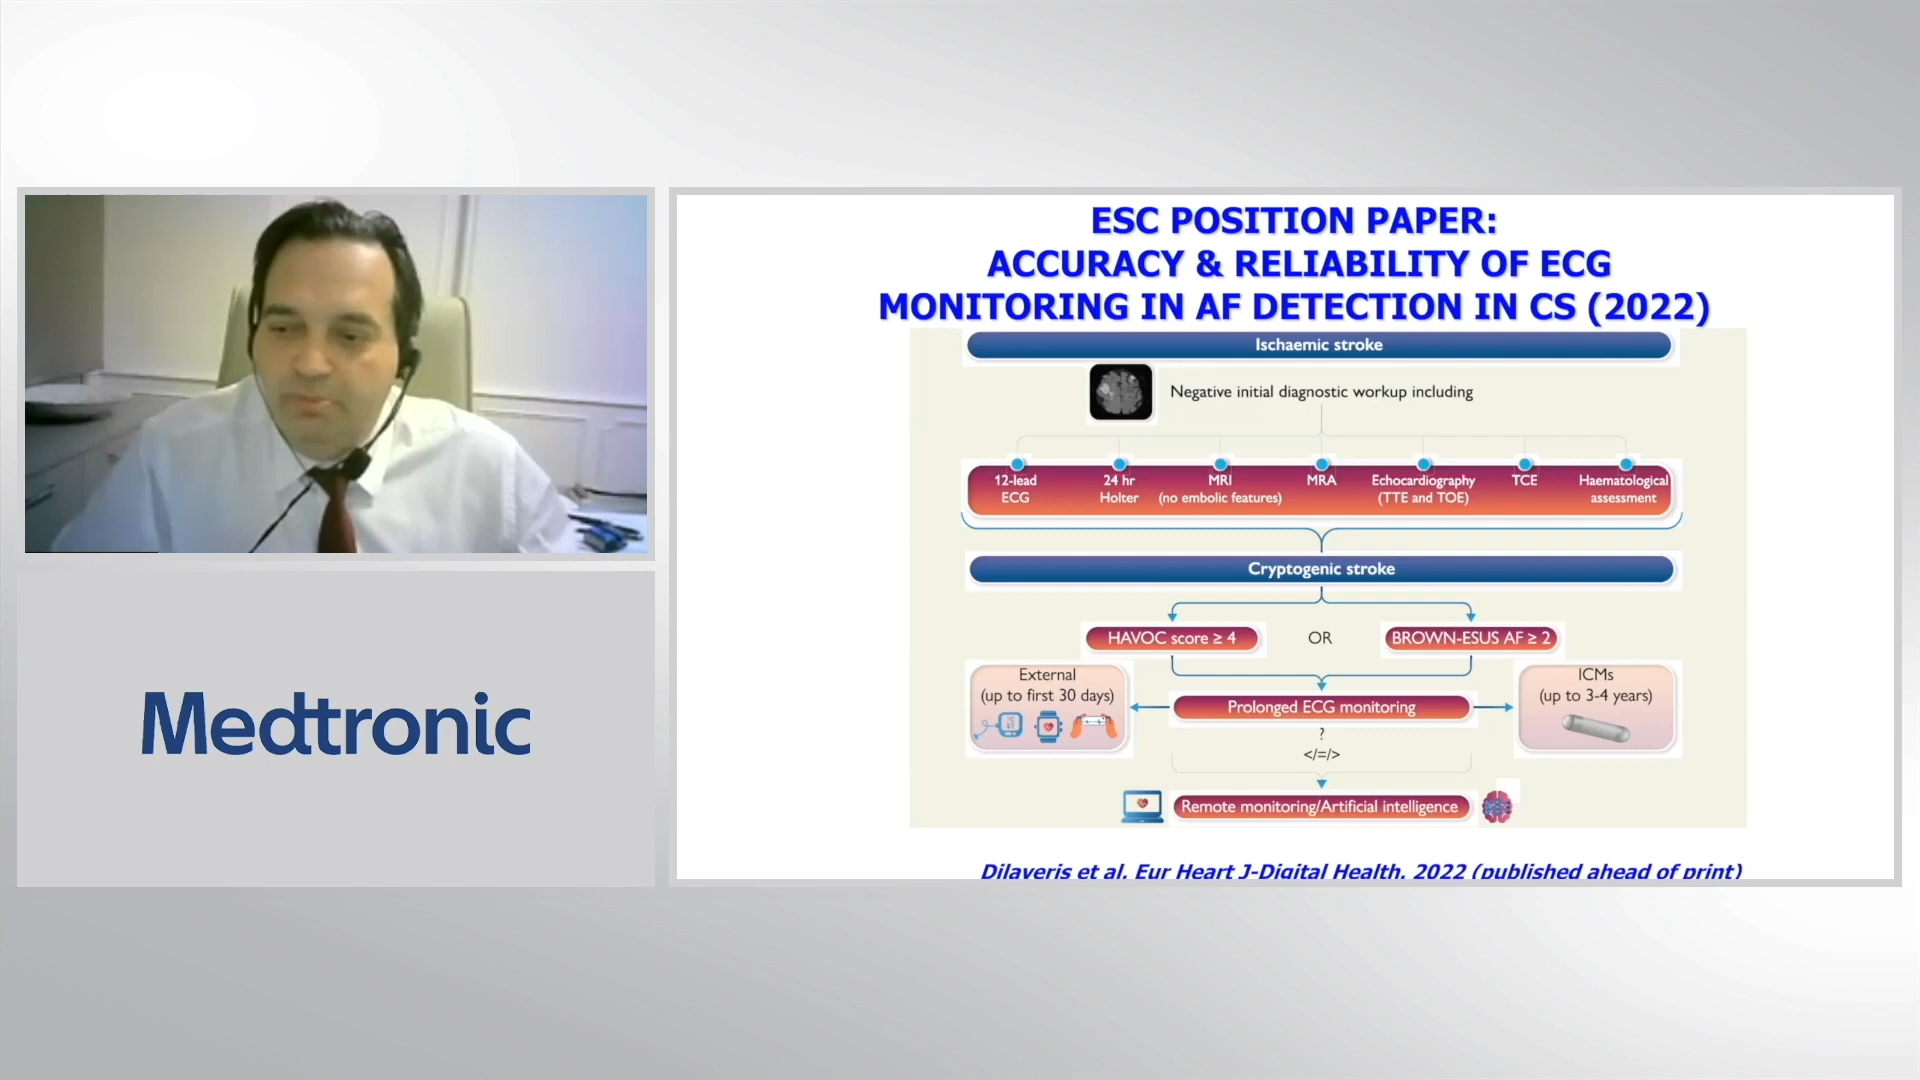 Medtronic
ESC POSITION PAPER:
ACCURACY & RELIABILITY OF ECG
MONITORING IN AF DETECTION IN CS (2022)
Ischaemic stroke
Negative initial diagnostic workup including
12-lead ECG
24 hr Holter
MRI (no embolic features)
MRA
Echocardiography (TTE and TOE)
TCE
Haematological assessment
Cryptogenic stroke
HAVOC score ≥ 4
OR
BROWN-ESUS AF ≥ 2
External
(up to first 30 days)
Prolonged ECG monitoring
ICMs
(up to 3-4 years)
?
</=/>
Remote monitoring/Artificial intelligence
Dilaveris et al, Eur Heart J-Digital Health, 2022 (published ahead of print)